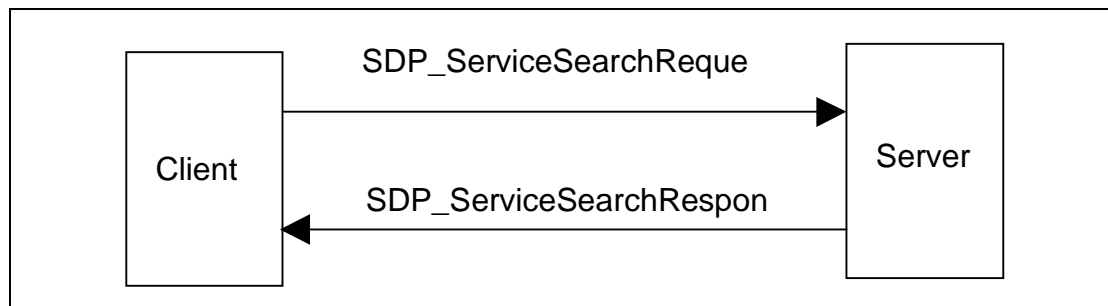 SDP_ServiceSearchReque
Client
Server
SDP_ServiceSearchRespon